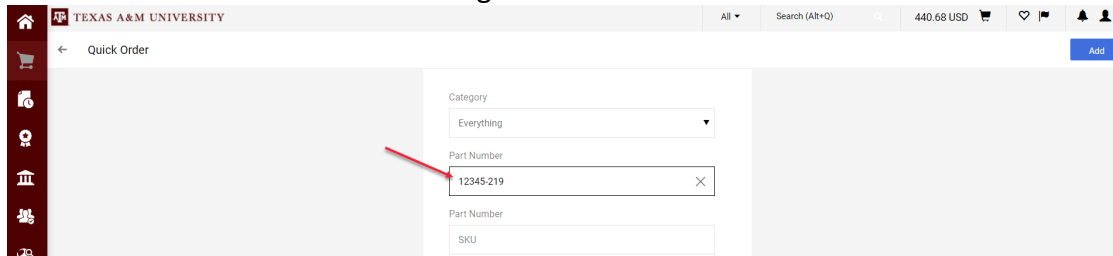 TEXAS A&M UNIVERSITY
All
Search (Alt+Q)
440.68 USD
Quick Order
Add
Category
Everything
Part Number
12345-219
Part Number
SKU